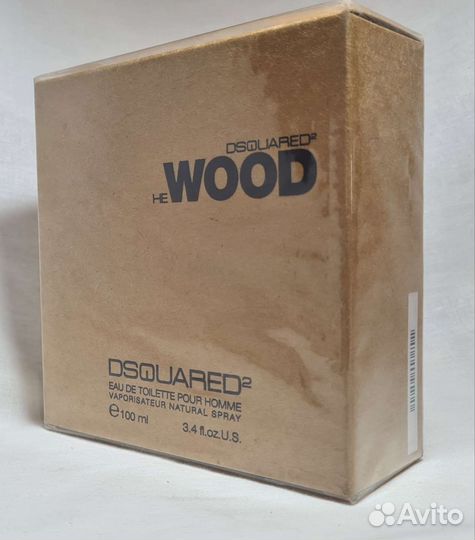 DSQUARED²
HE WOOD
DSQUARED²
EAU DE TOILETTE POUR HOMME
VAPORISATEUR NATURAL SPRAY
e 100 ml 3.4 fl.oz.U.S.
Avito